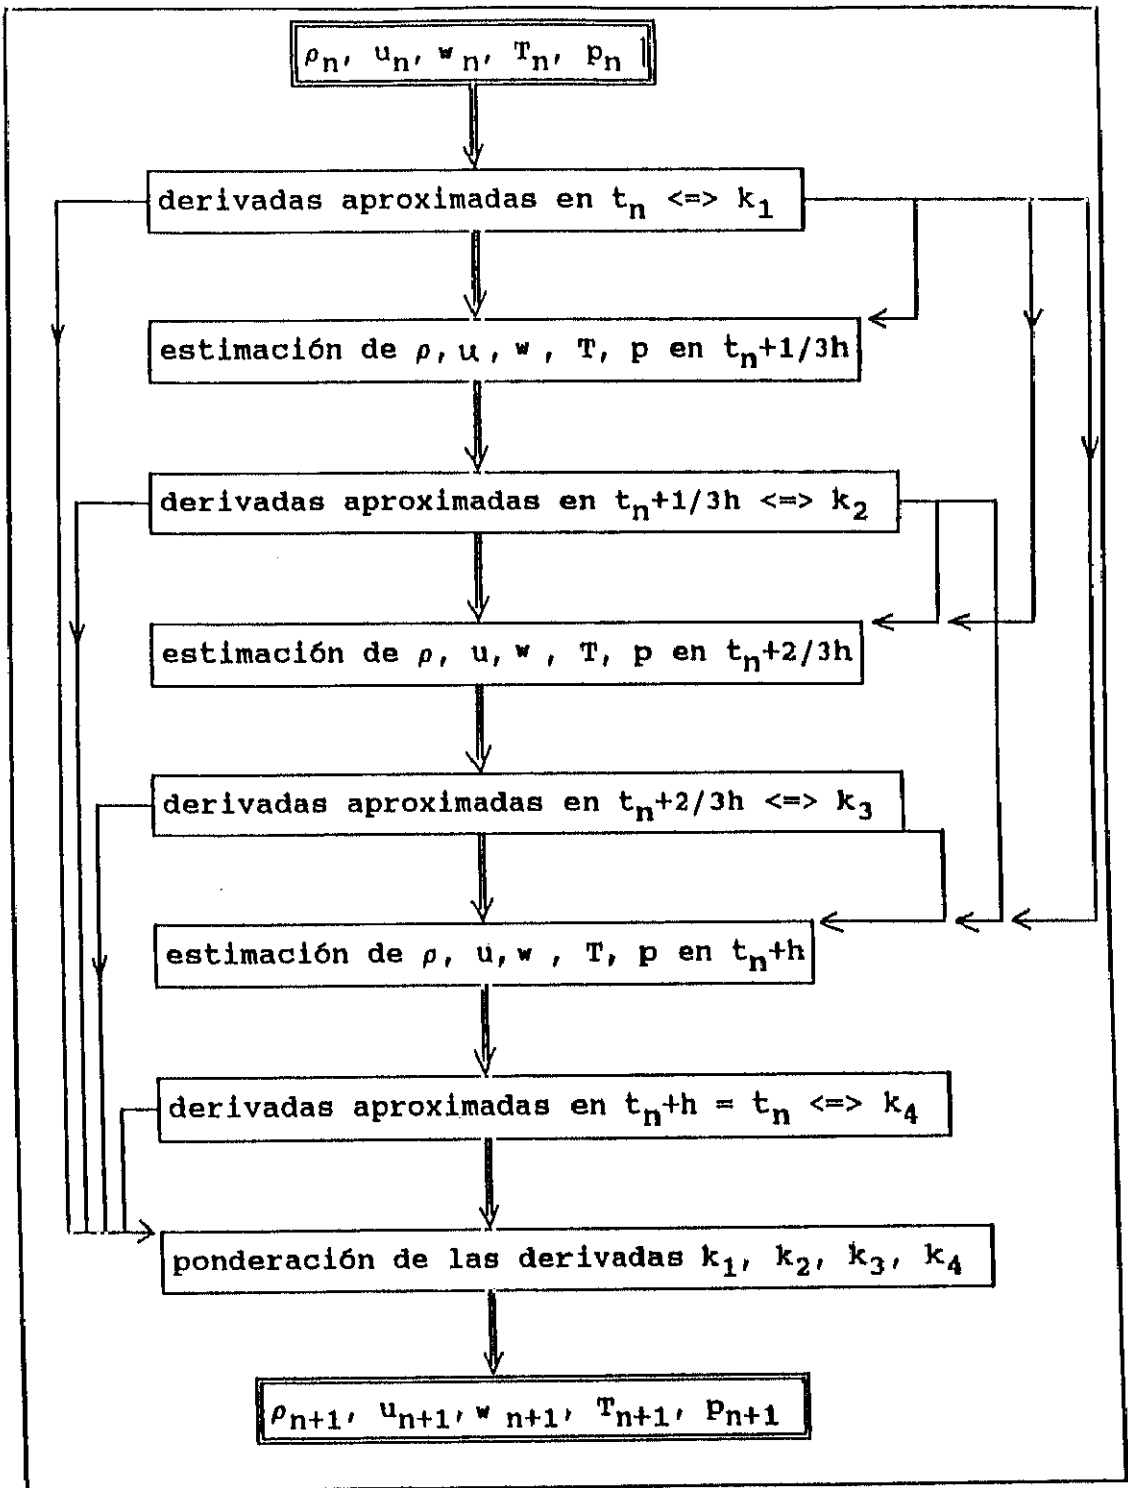 ρn, un, wn, Tn, pn
derivadas aproximadas en tn <=> k1
estimación de ρ, u, w, T, p en tn+1/3h
derivadas aproximadas en tn+1/3h <=> k2
estimación de ρ, u, w, T, p en tn+2/3h
derivadas aproximadas en tn+2/3h <=> k3
estimación de ρ, u, w, T, p en tn+h
derivadas aproximadas en tn+h = tn <=> k4
ponderación de las derivadas k1, k2, k3, k4
ρn+1, un+1, wn+1, Tn+1, pn+1